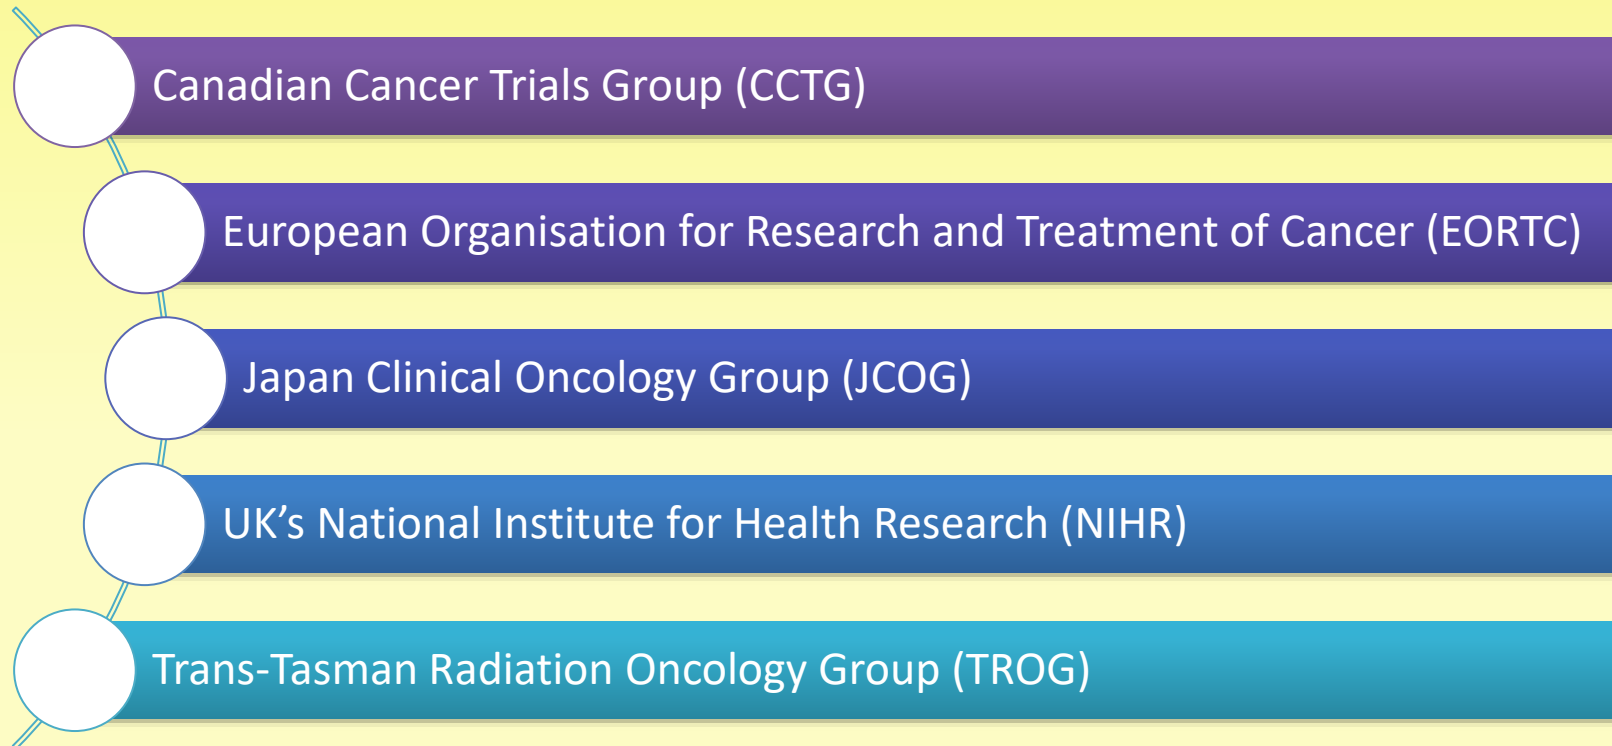 Canadian Cancer Trials Group (CCTG)
European Organisation for Research and Treatment of Cancer (EORTC)
Japan Clinical Oncology Group (JCOG)
UK’s National Institute for Health Research (NIHR)
Trans-Tasman Radiation Oncology Group (TROG)